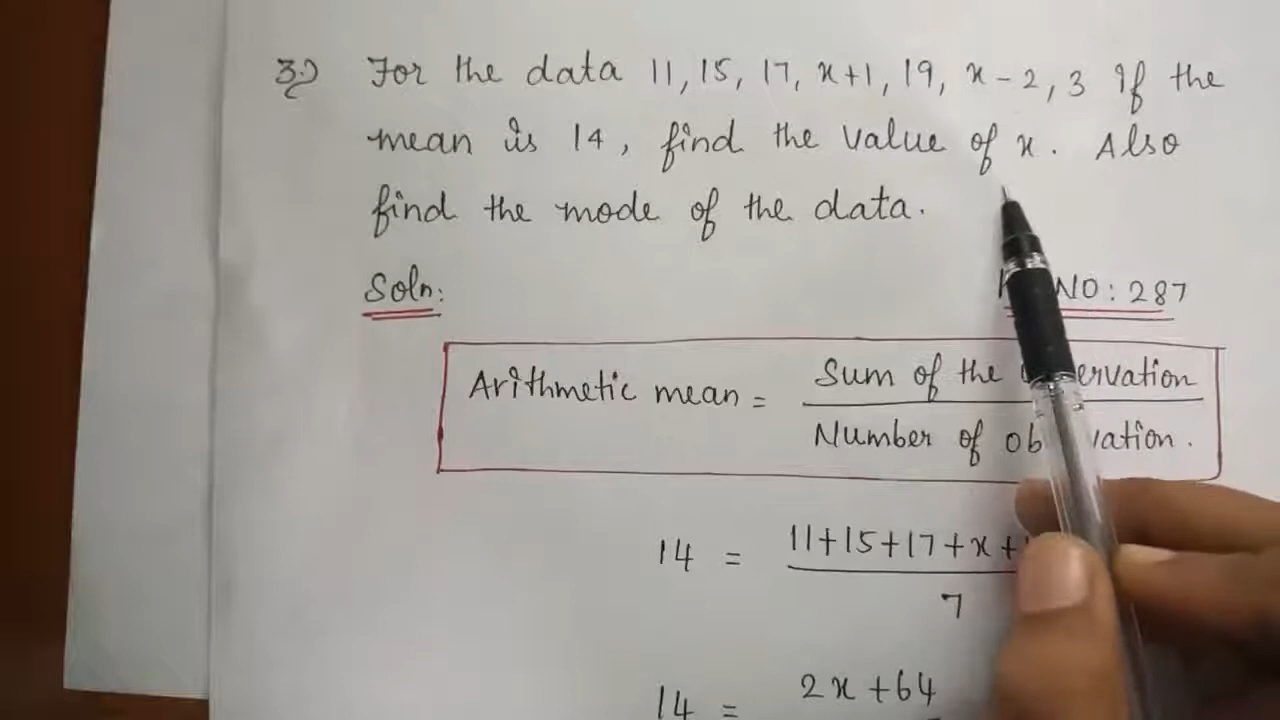 3.) For the data 11, 15, 17, x+1, 19, x-2, 3 If the
mean is 14, find the value of x. Also
find the mode of the data.
Soln:
NO: 287
Arithmetic mean = Sum of the
Number of
14 = 11+15+17+x+
7
14 = 2x+64